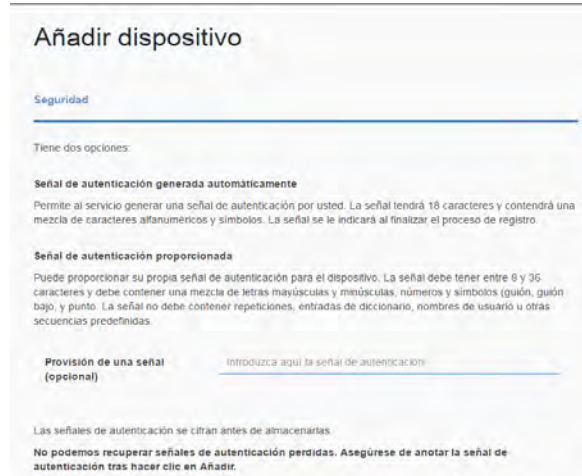 Añadir dispositivo
Seguridad
Tiene dos opciones:
Señal de autenticación generada automáticamente
Permite al servicio generar una señal de autenticación por usted. La señal tendrá 18 caracteres y contendrá una
mezcla de caracteres alfanuméricos y símbolos. La señal se le indicará al finalizar el proceso de registro.
Señal de autenticación proporcionada
Puede proporcionar su propia señal de autenticación para el dispositivo. La señal debe tener entre 8 y 36
caracteres y debe contener una mezcla de letras mayúsculas y minúsculas, números y símbolos (guión, guión
bajo, y punto. La señal no debe contener repeticiones, entradas de diccionario, nombres de usuario u otras
secuencias predefinidas.
Provisión de una señal
(opcional)
Introduzca aquí la señal de autenticación
Las señales de autenticación se cifran antes de almacenarlas.
No podemos recuperar señales de autenticación perdidas. Asegúrese de anotar la señal de
autenticación tras hacer clic en Añadir.